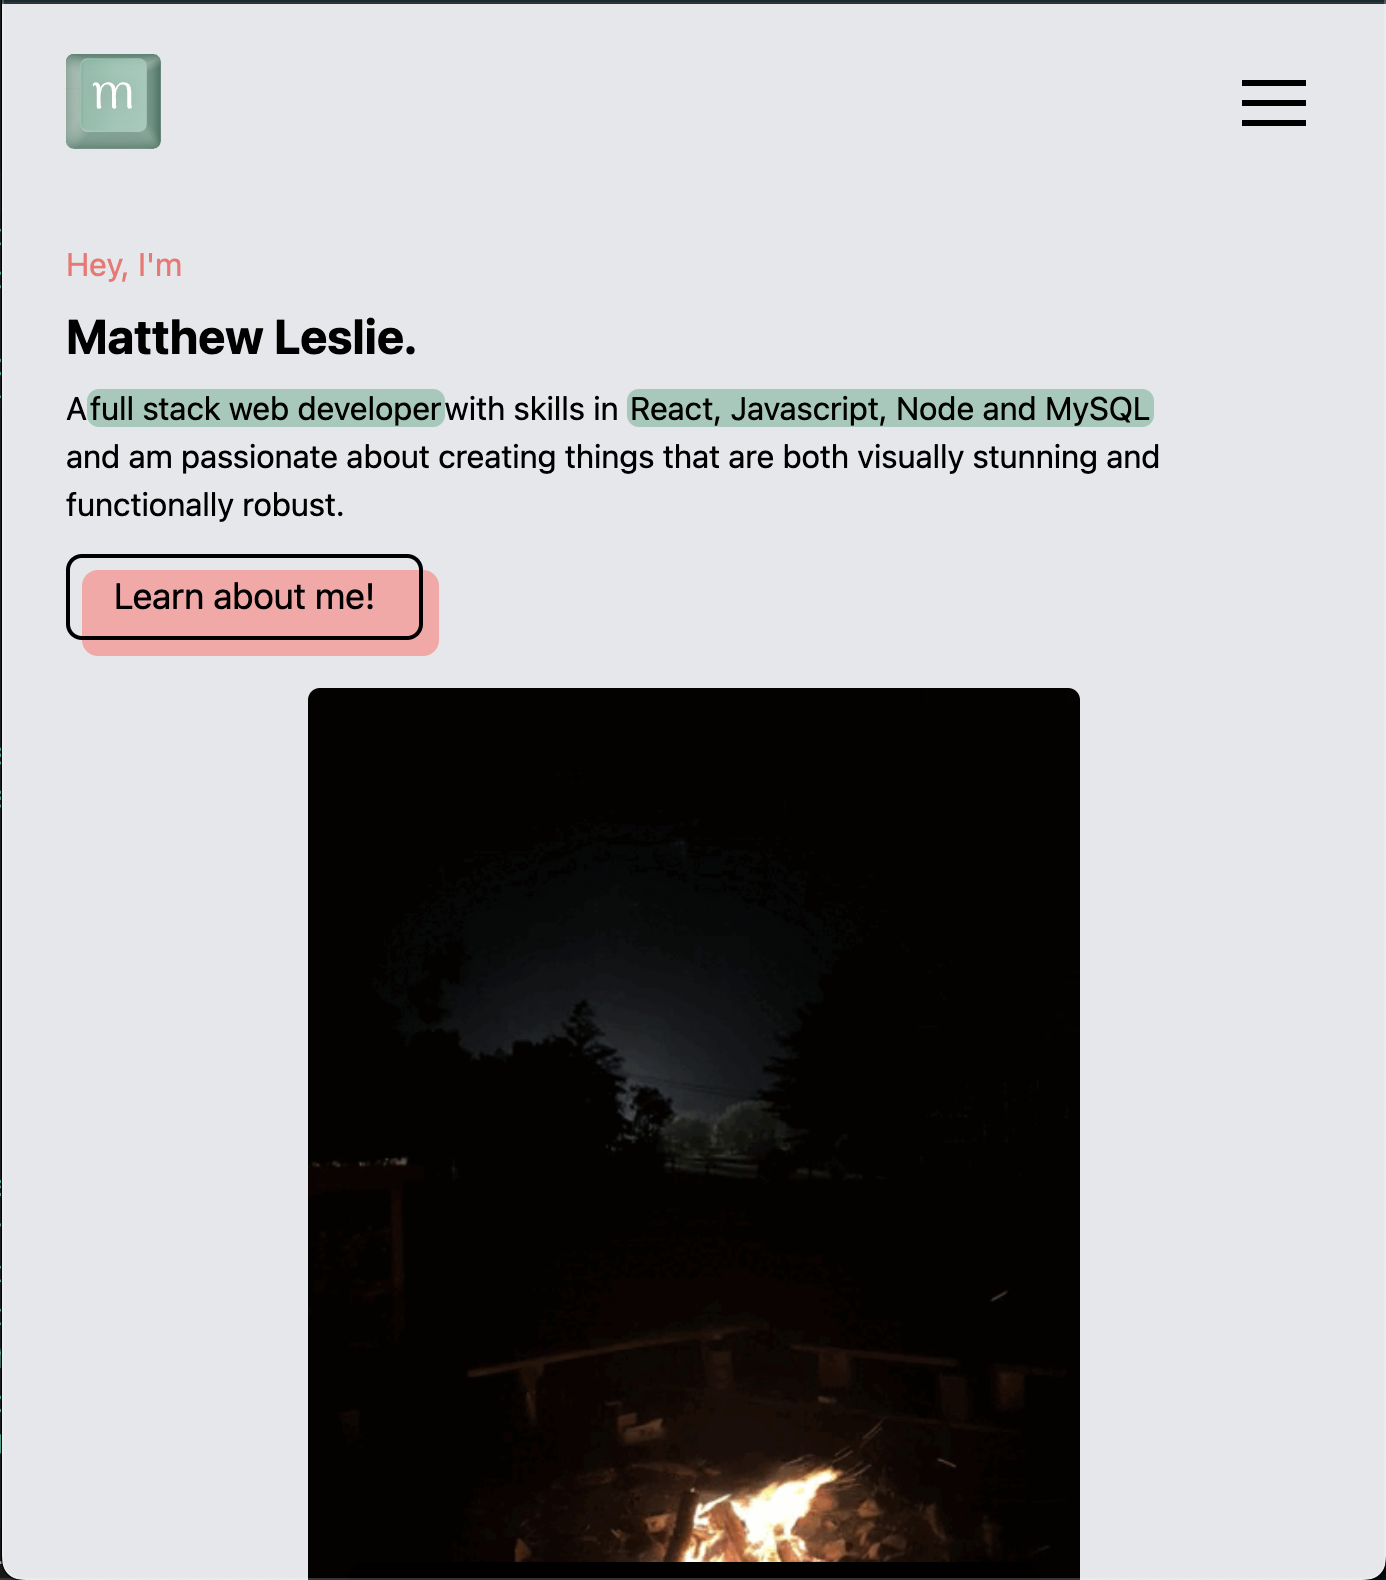 m
Hey, I'm
Matthew Leslie.
A full stack web developer with skills in React, Javascript, Node and MySQL
and am passionate about creating things that are both visually stunning and
functionally robust.
Learn about me!